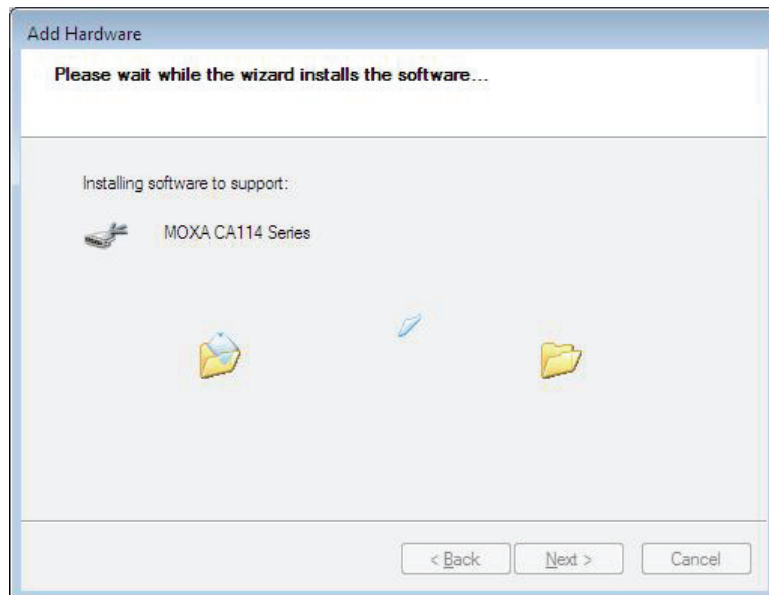 Add Hardware
Please wait while the wizard installs the software...
Installing software to support:
MOXA CA114 Series
< Back Next > Cancel